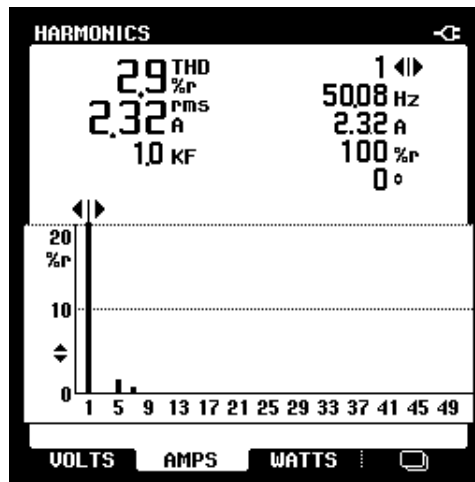 HARMONICS
2.9 THD %r
1
2.32 rms A
50.08 Hz
2.32 A
1.0 KF
100 %r
0 °
20
%r
10
0
1 5 9 13 17 21 25 29 33 37 41 45 49
VOLTS AMPS WATTS